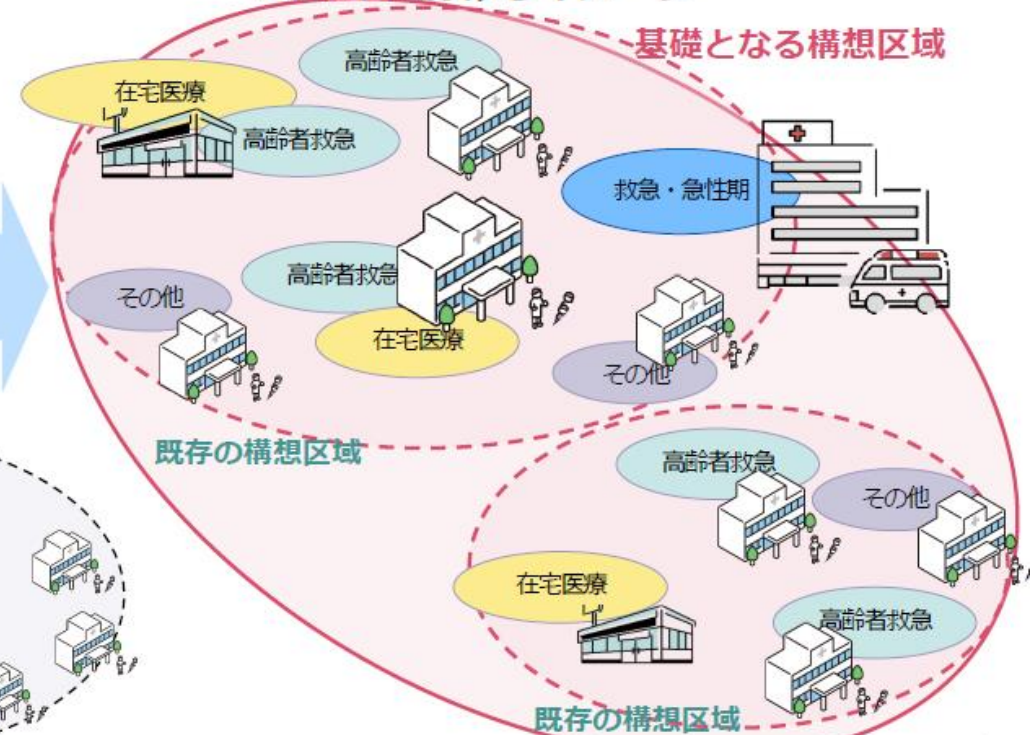 基礎となる構想区域
高齢者救急
在宅医療
高齢者救急
救急・急性期
高齢者救急
その他
在宅医療
その他
既存の構想区域
高齢者救急
その他
在宅医療
高齢者救急
既存の構想区域